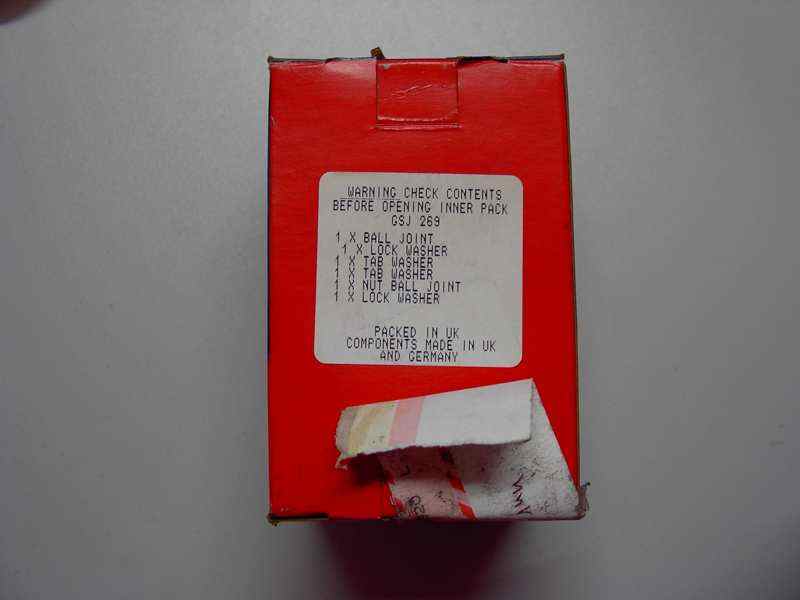 WARNING CHECK CONTENTS
BEFORE OPENING INNER PACK
GSJ 269
1 X BALL JOINT
1 X LOCK WASHER
1 X TAB WASHER
1 X TAB WASHER
1 X NUT BALL JOINT
1 X LOCK WASHER
PACKED IN UK
COMPONENTS MADE IN UK
AND GERMANY